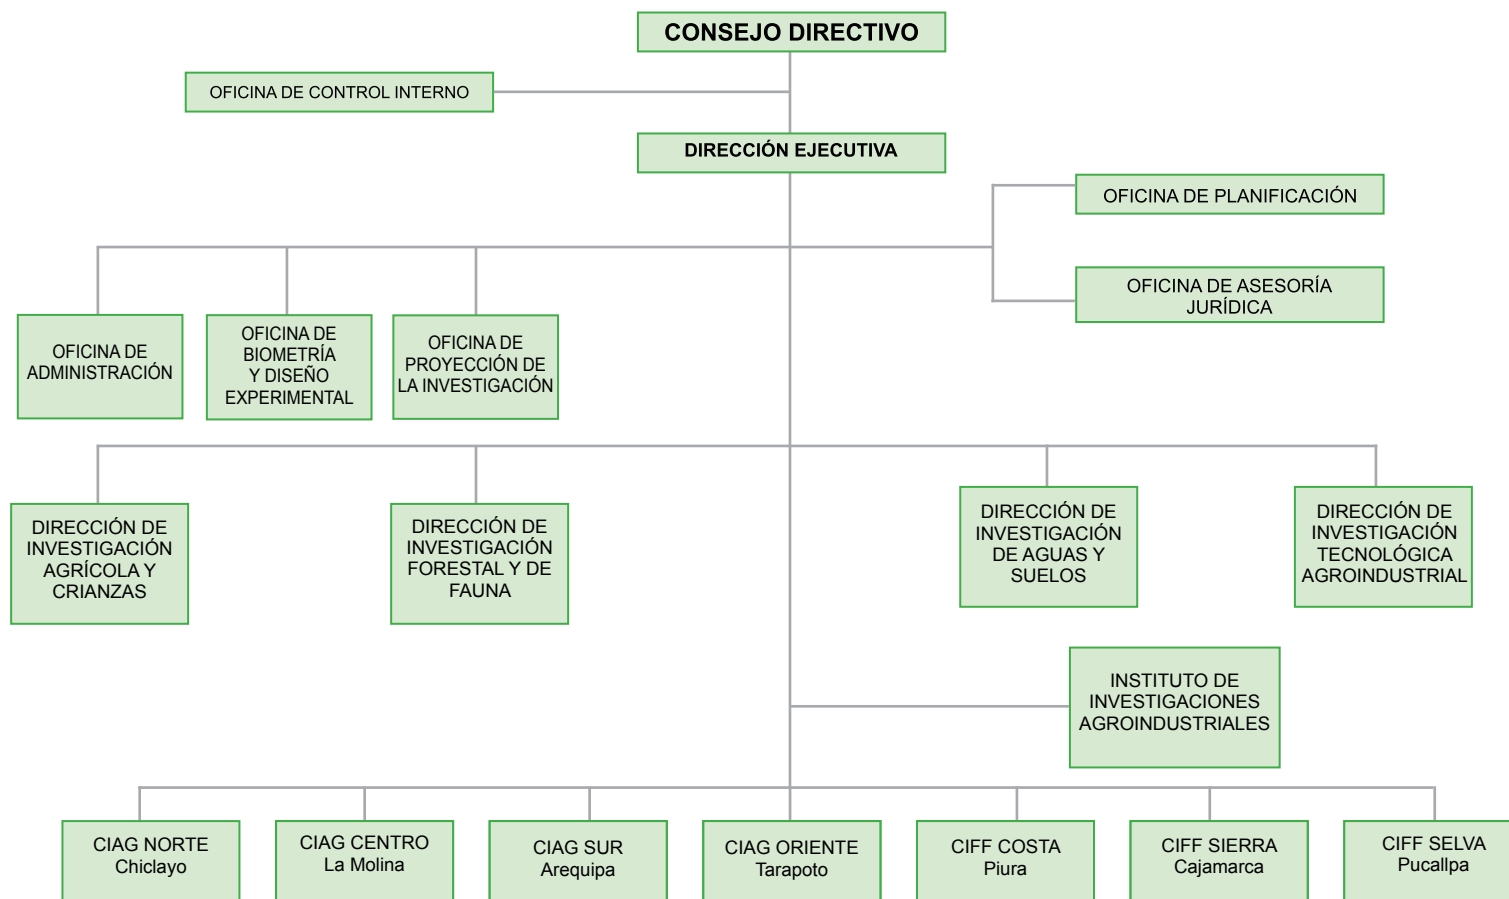 CONSEJO DIRECTIVO
OFICINA DE CONTROL INTERNO
DIRECCIÓN EJECUTIVA
OFICINA DE PLANIFICACIÓN
OFICINA DE ASESORÍA
JURÍDICA
OFICINA DE
ADMINISTRACIÓN
OFICINA DE
BIOMETRÍA
Y DISEÑO
EXPERIMENTAL
OFICINA DE
PROYECCIÓN DE
LA INVESTIGACIÓN
DIRECCIÓN DE
INVESTIGACIÓN
AGRÍCOLA Y
CRIANZAS
DIRECCIÓN DE
INVESTIGACIÓN
FORESTAL Y DE
FAUNA
DIRECCIÓN DE
INVESTIGACIÓN
DE AGUAS Y
SUELOS
DIRECCIÓN DE
INVESTIGACIÓN
TECNOLÓGICA
AGROINDUSTRIAL
INSTITUTO DE
INVESTIGACIONES
AGROINDUSTRIALES
CIAG NORTE
Chiclayo
CIAG CENTRO
La Molina
CIAG SUR
Arequipa
CIAG ORIENTE
Tarapoto
CIFF COSTA
Piura
CIFF SIERRA
Cajamarca
CIFF SELVA
Pucallpa